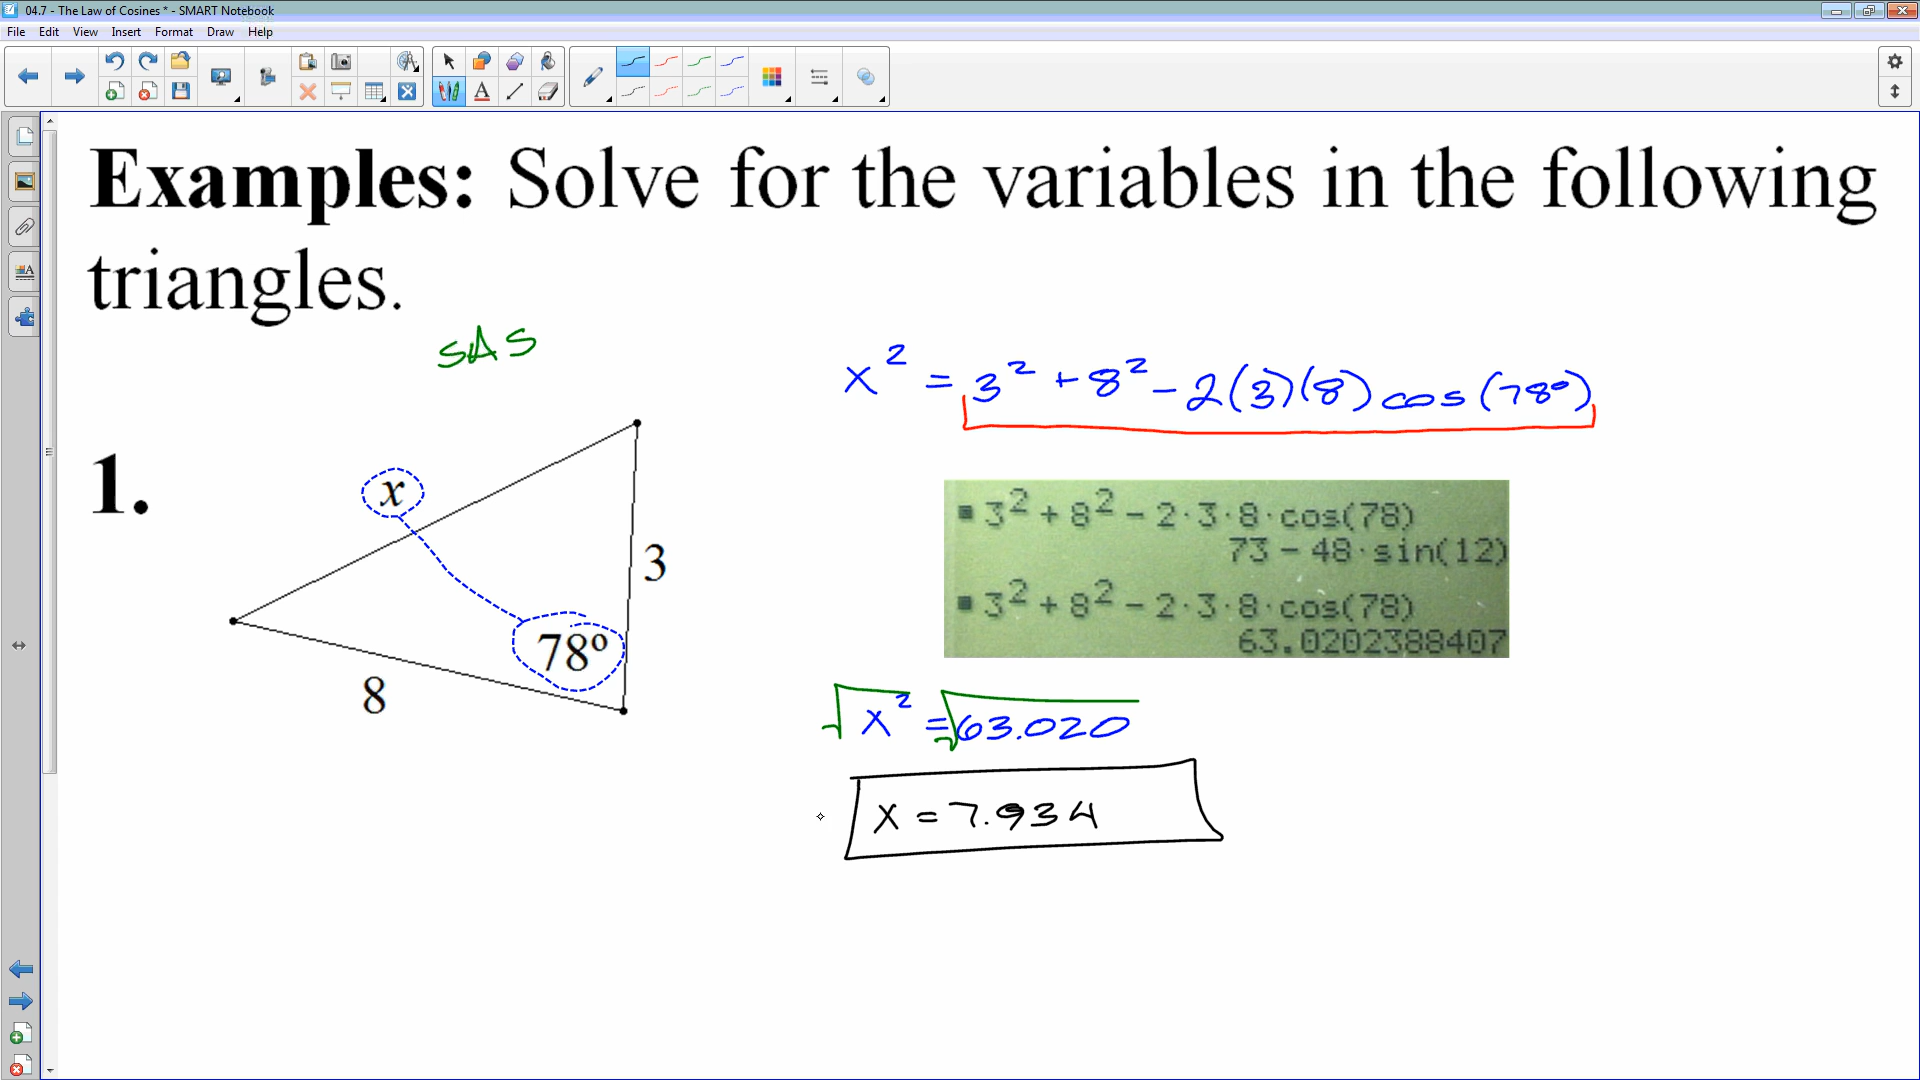 04.7 - The Law of Cosines * - SMART Notebook
File Edit View Insert Format Draw Help
Examples: Solve for the variables in the following
triangles.
SAS
x² = 3² + 8² - 2(3)(8) cos (78°)
1.
x
3
78º
8
3²+8²-2·3·8·cos(78)
73-48·sin(12)
3²+8²-2·3·8·cos(78)
63.0202388407
√x² = √63.020
x = 7.934